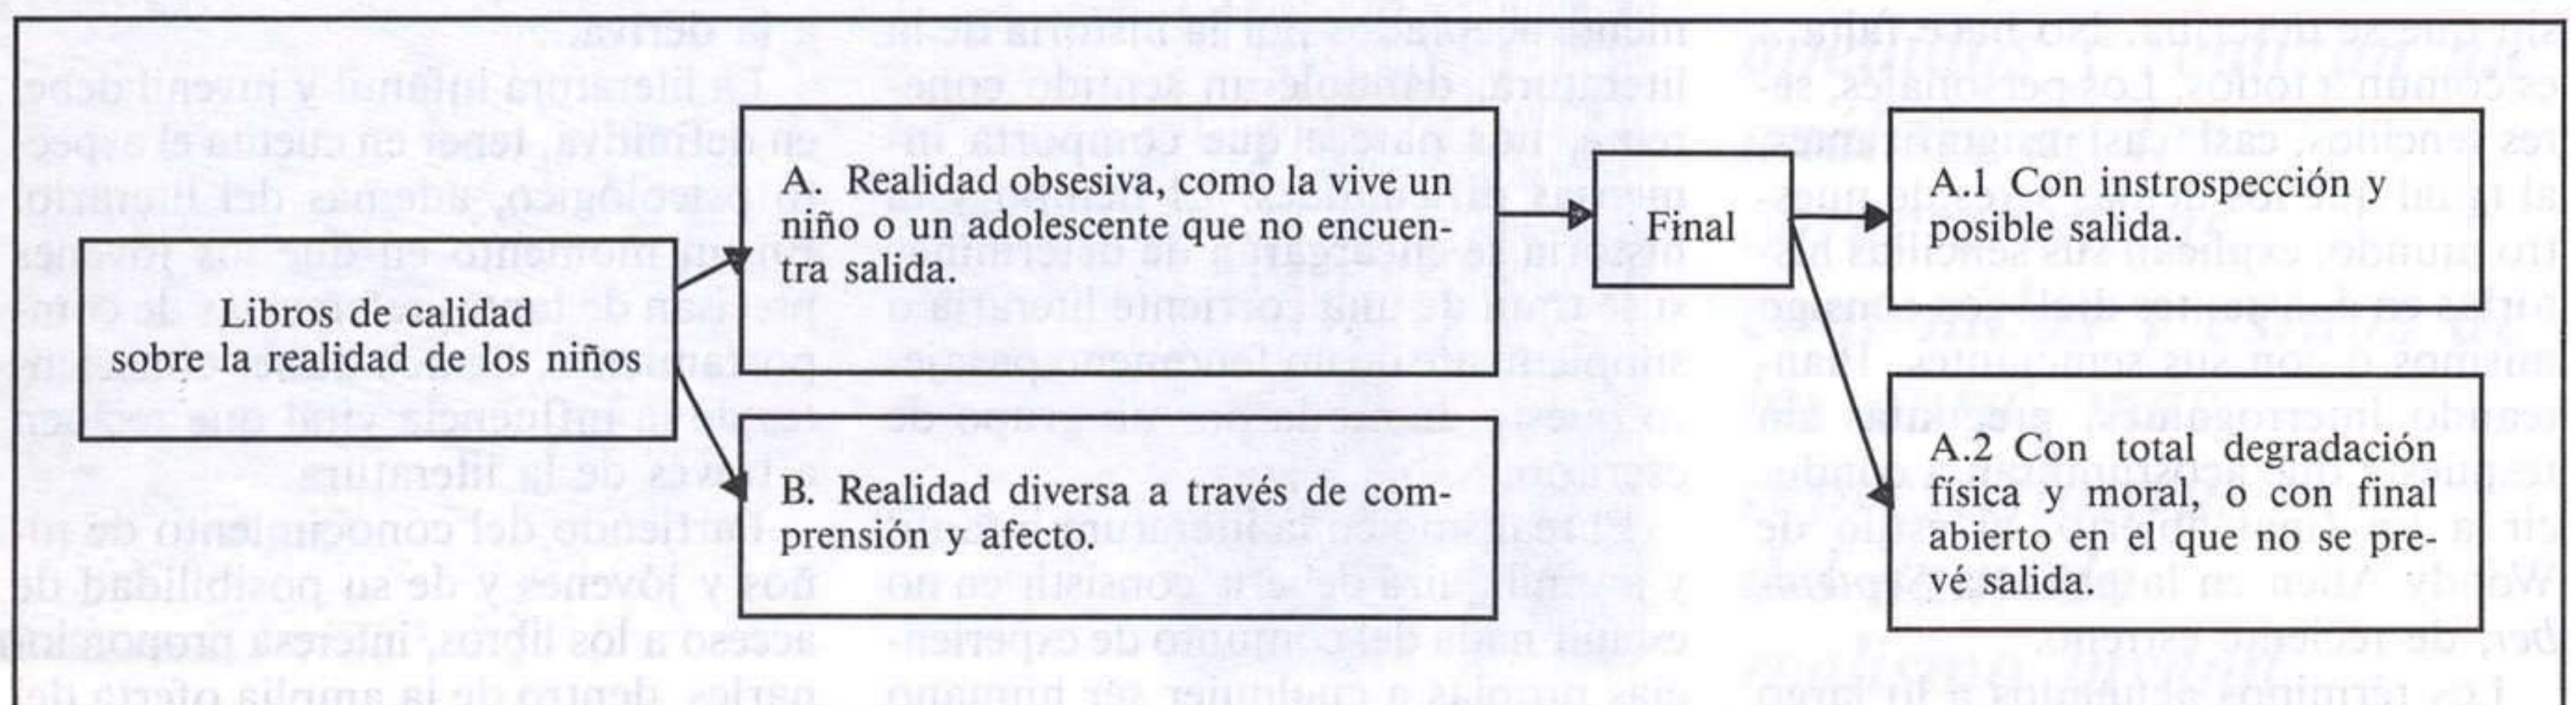 Libros de calidad
sobre la realidad de los niños
A. Realidad obsesiva, como la vive un
niño o un adolescente que no encuen-
tra salida.
B. Realidad diversa a través de com-
prensión y afecto.
Final
A.1 Con instrospección y
posible salida.
A.2 Con total degradación
física y moral, o con final
abierto en el que no se pre-
vé salida.